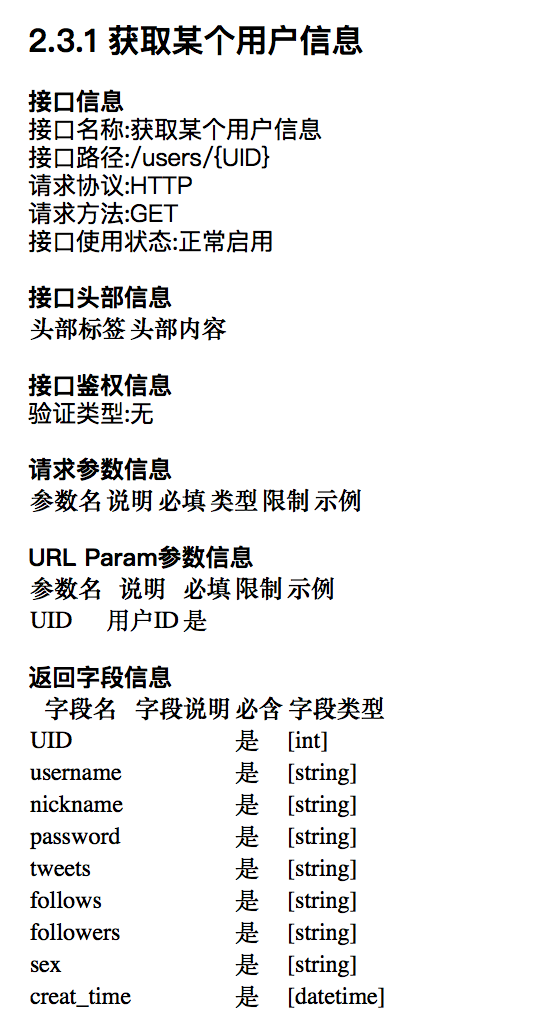 2.3.1 获取某个用户信息
接口信息
接口名称:获取某个用户信息
接口路径:/users/{UID}
请求协议:HTTP
请求方法:GET
接口使用状态:正常启用
接口头部信息
头部标签 头部内容
接口鉴权信息
验证类型:无
请求参数信息
参数名 说明 必填 类型 限制 示例
URL Param参数信息
参数名 说明 必填 限制 示例
UID 用户ID 是
返回字段信息
字段名 字段说明 必含 字段类型
UID 是 [int]
username 是 [string]
nickname 是 [string]
password 是 [string]
tweets 是 [string]
follows 是 [string]
followers 是 [string]
sex 是 [string]
creat_time 是 [datetime]